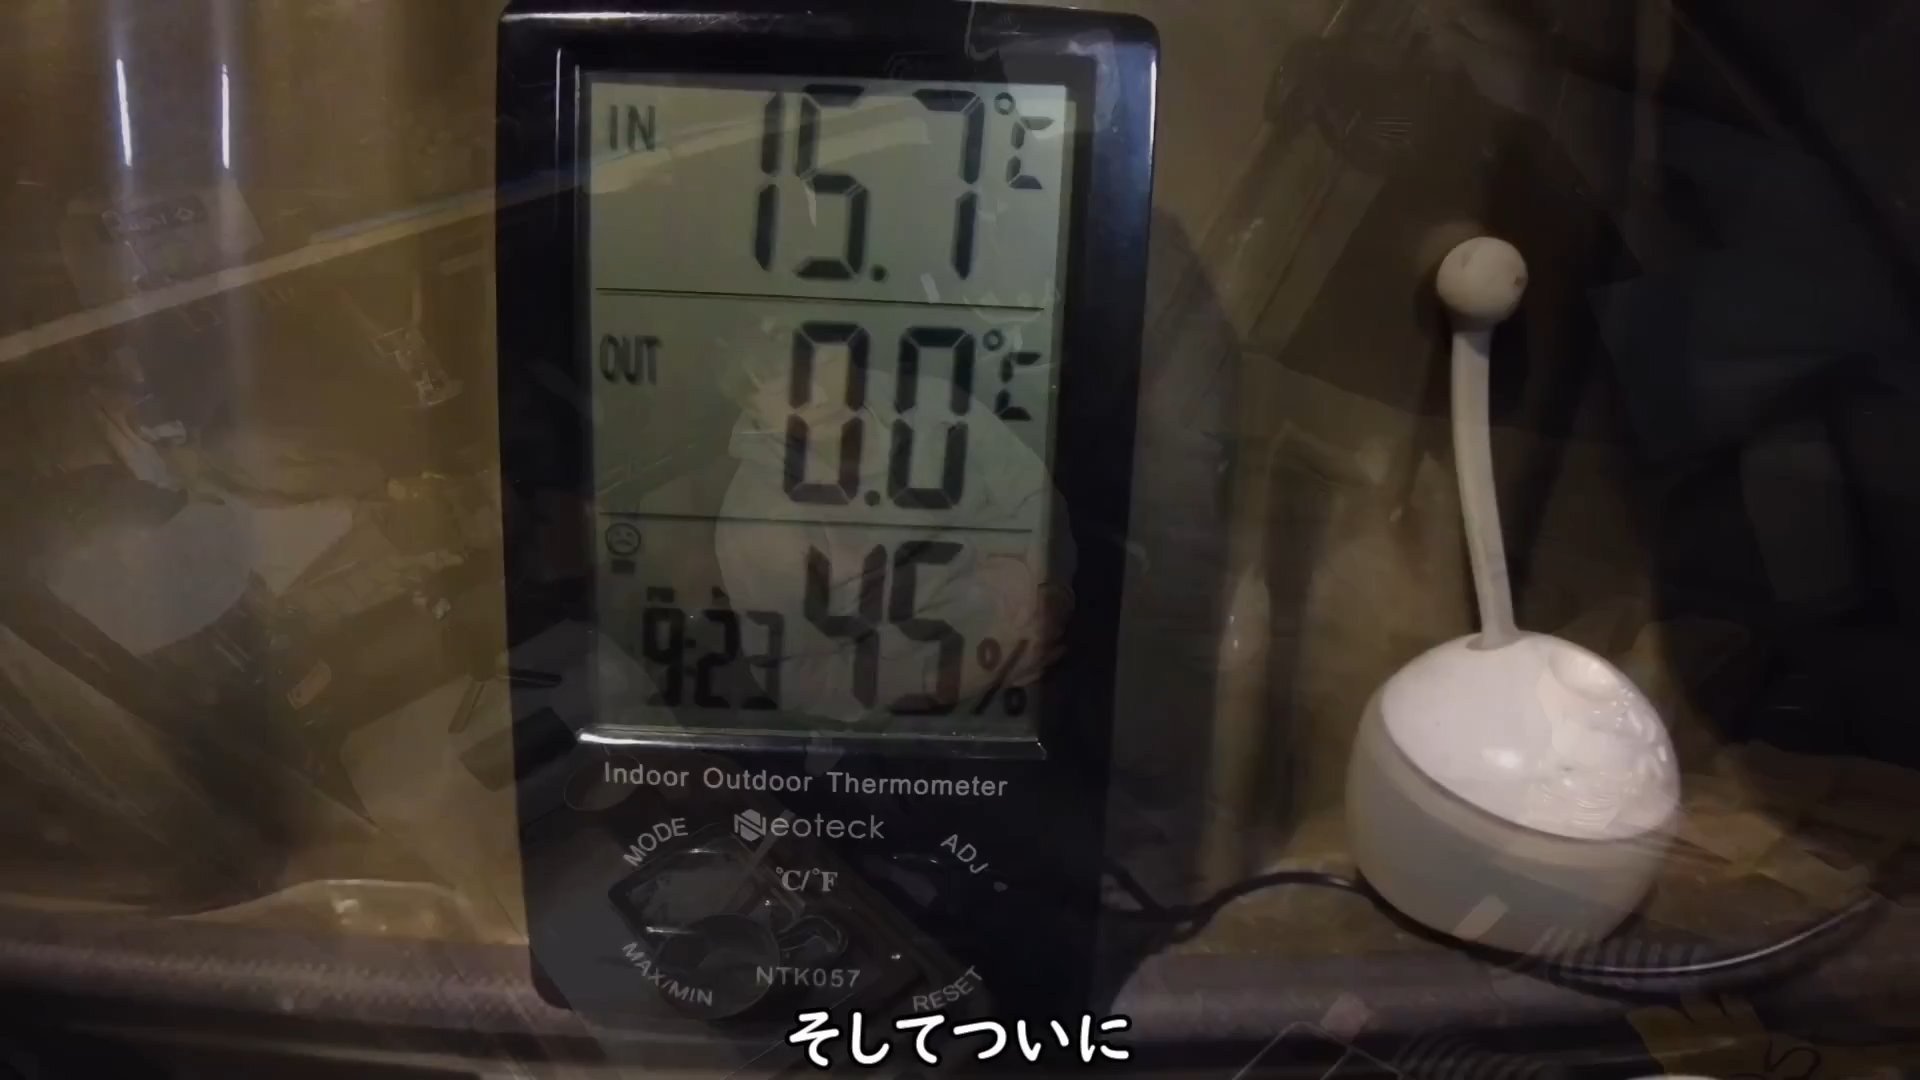 IN 15.7°C
OUT 0.0°C
9:23 45%
Indoor Outdoor Thermometer
Neoteck
MODE ADJ
°C/°F
MAX/MIN NTK057 RESET
そしてついに